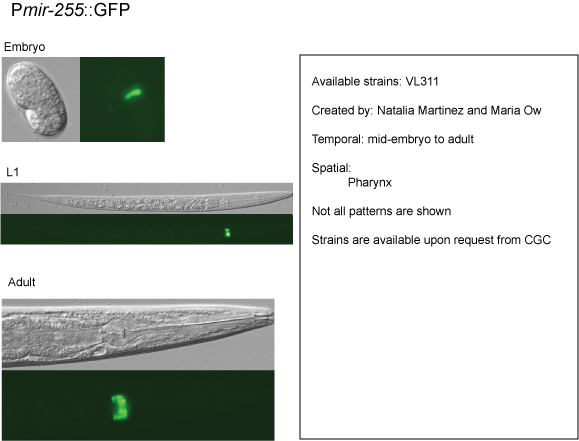 Pmir-255::GFP
Embryo
L1
Adult
Available strains: VL311
Created by: Natalia Martinez and Maria Ow
Temporal: mid-embryo to adult
Spatial:
Pharynx
Not all patterns are shown
Strains are available upon request from CGC